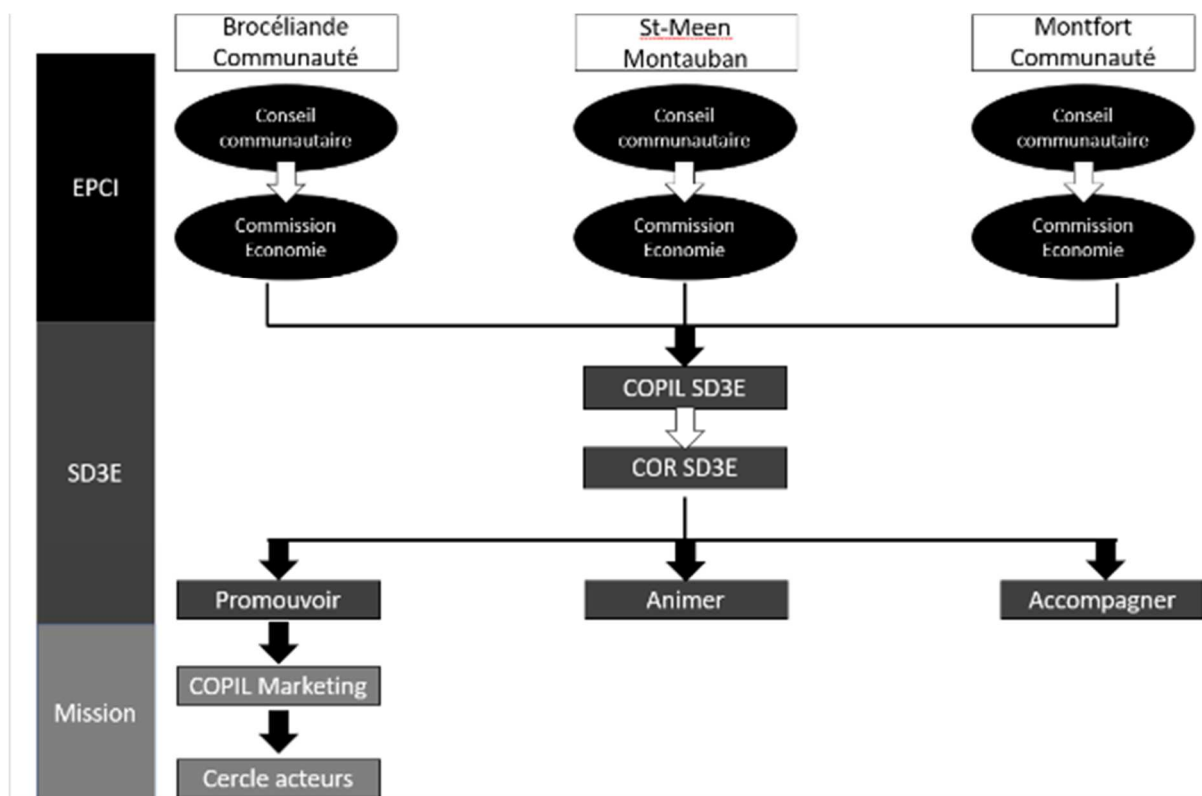 Brocéliande
Communauté
St-Meen
Montauban
Montfort
Communauté
EPCI
Conseil
communautaire
Conseil
communautaire
Conseil
communautaire
Commission
Economie
Commission
Economie
Commission
Economie
SD3E
COPIL SD3E
COR SD3E
Promouvoir
Animer
Accompagner
Mission
COPIL Marketing
Cercle acteurs